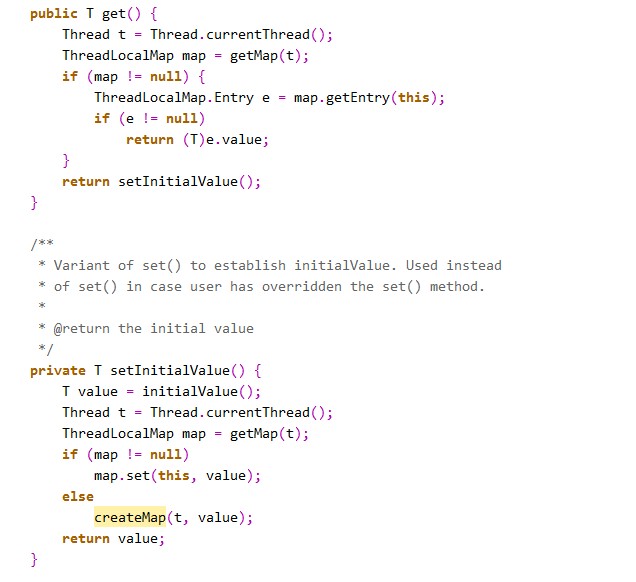 public T get() {
    Thread t = Thread.currentThread();
    ThreadLocalMap map = getMap(t);
    if (map != null) {
        ThreadLocalMap.Entry e = map.getEntry(this);
        if (e != null)
            return (T)e.value;
    }
    return setInitialValue();
}

/**
 * Variant of set() to establish initialValue. Used instead
 * of set() in case user has overridden the set() method.
 *
 * @return the initial value
 */
private T setInitialValue() {
    T value = initialValue();
    Thread t = Thread.currentThread();
    ThreadLocalMap map = getMap(t);
    if (map != null)
        map.set(this, value);
    else
        createMap(t, value);
    return value;
}